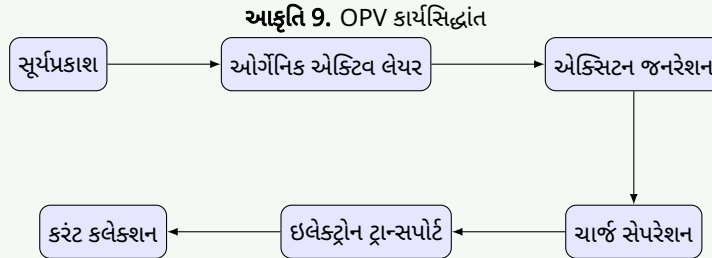 આકૃતિ 9. OPV કાર્યસિદ્ધાંત
સૂર્યપ્રકાશ
ઓર્ગેનિક એક્ટિવ લેયર
એક્સિટન જનરેશન
ચાર્જ સેપરેશન
ઇલેક્ટ્રોન ટ્રાન્સપોર્ટ
કરંટ કલેક્શન